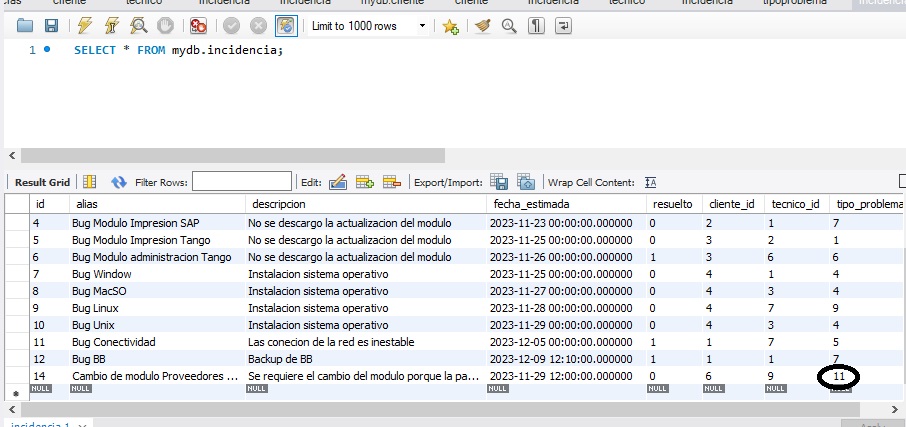 cias cliente tecnico incidencia incidencia mydb.cliente cliente incidencia tecnico incidencia tipoproblema incidencia
Limit to 1000 rows
1 SELECT * FROM mydb.incidencia;
Result Grid Filter Rows: Edit: Export/Import: Wrap Cell Content:
id alias descripcion fecha_estimada resuelto cliente_id tecnico_id tipo_problema
4 Bug Modulo Impresion SAP No se descargo la actualizacion del modulo 2023-11-23 00:00:00.000000 0 2 1 7
5 Bug Modulo Impresion Tango No se descargo la actualizacion del modulo 2023-11-25 00:00:00.000000 0 3 2 1
6 Bug Modulo administracion Tango No se descargo la actualizacion del modulo 2023-11-26 00:00:00.000000 1 3 6 6
7 Bug Window Instalacion sistema operativo 2023-11-25 00:00:00.000000 0 4 1 4
8 Bug MacSO Instalacion sistema operativo 2023-11-27 00:00:00.000000 0 4 3 4
9 Bug Linux Instalacion sistema operativo 2023-11-28 00:00:00.000000 0 4 7 9
10 Bug Unix Instalacion sistema operativo 2023-11-29 00:00:00.000000 0 4 3 4
11 Bug Conectividad Las conecion de la red es inestable 2023-12-05 00:00:00.000000 1 1 7 5
12 Bug BB Backup de BB 2023-12-09 12:10:00.000000 1 1 1 7
14 Cambio de modulo Proveedores ... Se requiere el cambio del modulo porque la pa... 2023-11-29 12:00:00.000000 0 6 9 11
NULL NULL NULL NULL NULL NULL NULL NULL
incidencia 1 Apply